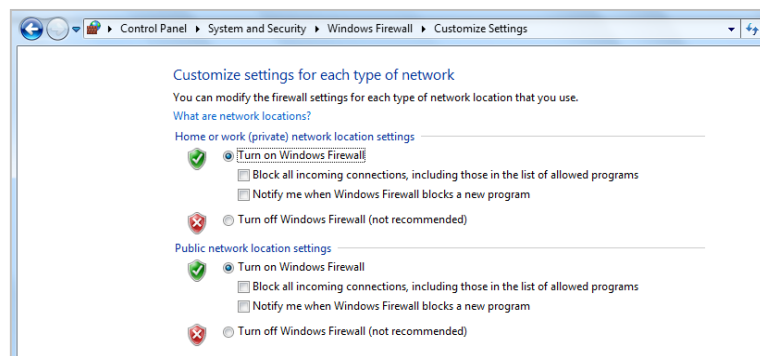 Control Panel ▸ System and Security ▸ Windows Firewall ▸ Customize Settings
Customize settings for each type of network
You can modify the firewall settings for each type of network location that you use.
What are network locations?
Home or work (private) network location settings
Turn on Windows Firewall
Block all incoming connections, including those in the list of allowed programs
Notify me when Windows Firewall blocks a new program
Turn off Windows Firewall (not recommended)
Public network location settings
Turn on Windows Firewall
Block all incoming connections, including those in the list of allowed programs
Notify me when Windows Firewall blocks a new program
Turn off Windows Firewall (not recommended)